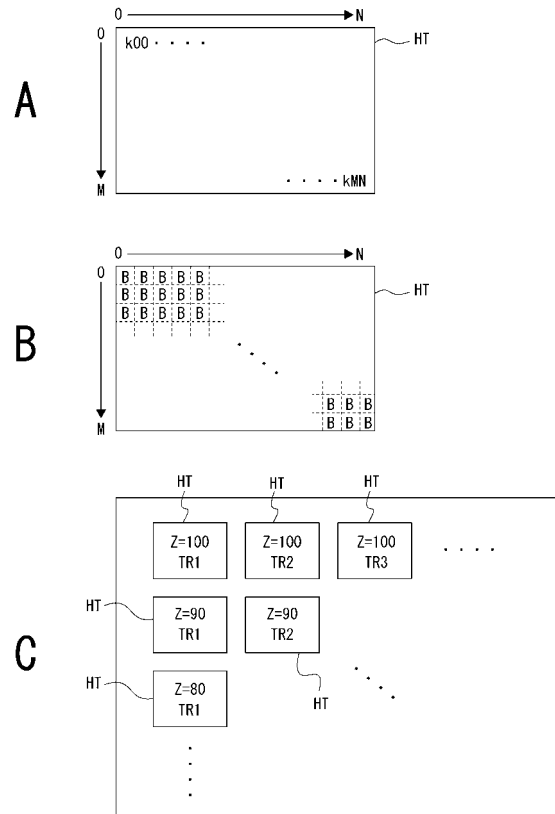 0 N
0
k00 · · · ·
HT
A
M
· · · · kMN
0 N
0
B B B B B
HT
B B B B B
B B B B B
B
B B B
M
B B B
HT HT HT
Z=100 Z=100 Z=100
TR1 TR2 TR3
· · · ·
HT
Z=90 Z=90
TR1 TR2
C
HT
Z=80
TR1
HT